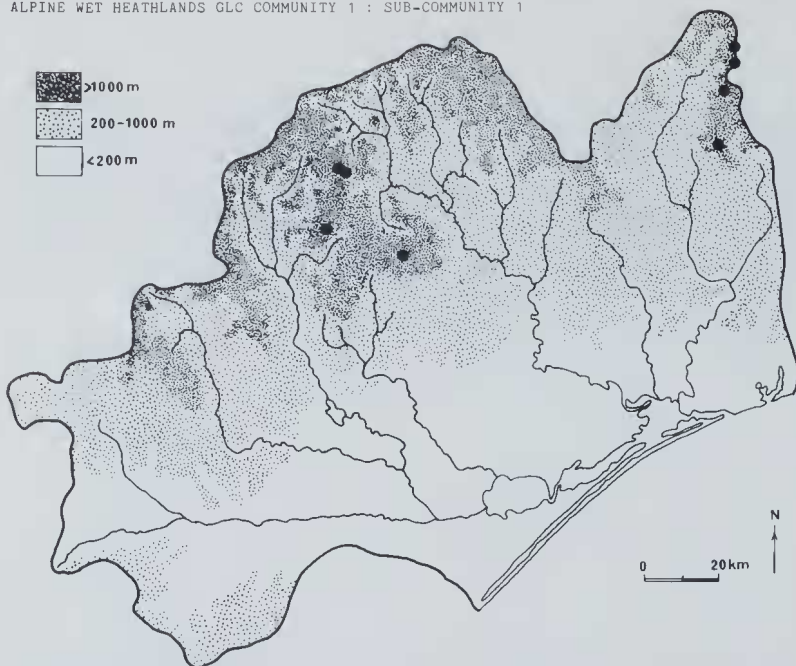 ALPINE WET HEATHLANDS GLC COMMUNITY 1 : SUB-COMMUNITY 1
>1000 m
200-1000 m
<200 m
N
0 20km